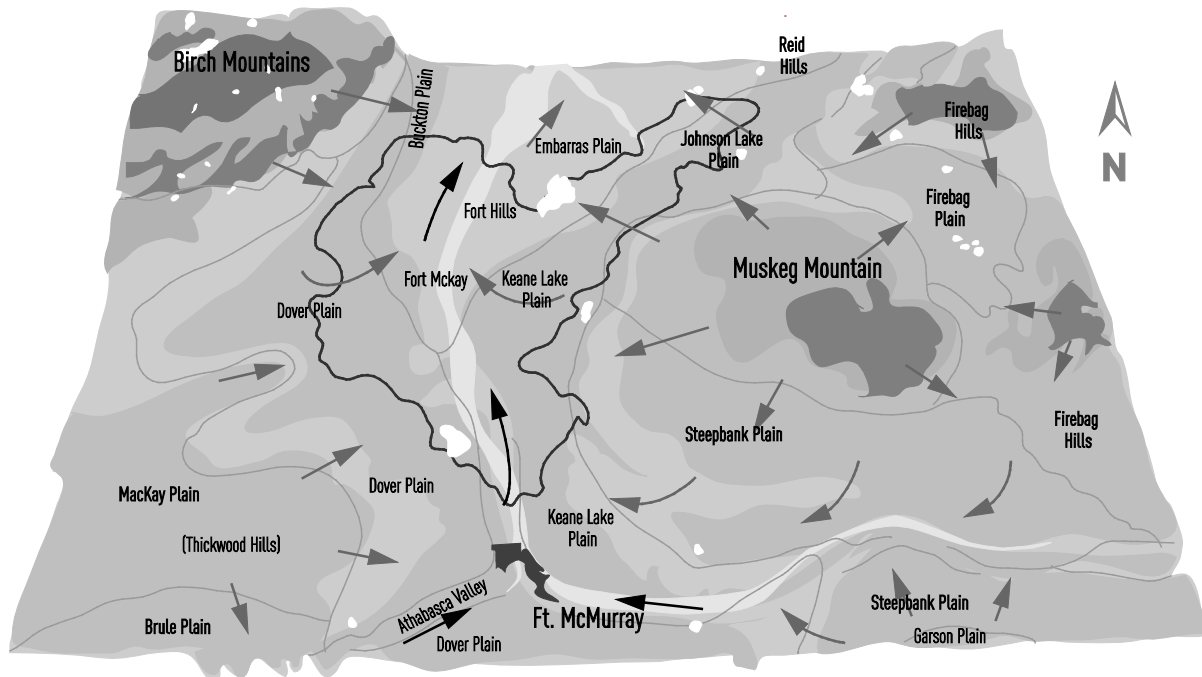 Reid
Hills
Birch Mountains
Buckton Plain
Firebag
Hills
Embarras Plain
Johnson Lake
Plain
N
Firebag
Plain
Fort Hills
Muskeg Mountain
Fort Mckay
Keane Lake
Plain
Dover Plain
Firebag
Hills
Steepbank Plain
Dover Plain
MacKay Plain
Keane Lake
Plain
(Thickwood Hills)
Athabasca Valley
Steepbank Plain
Ft. McMurray
Brule Plain
Garson Plain
Dover Plain